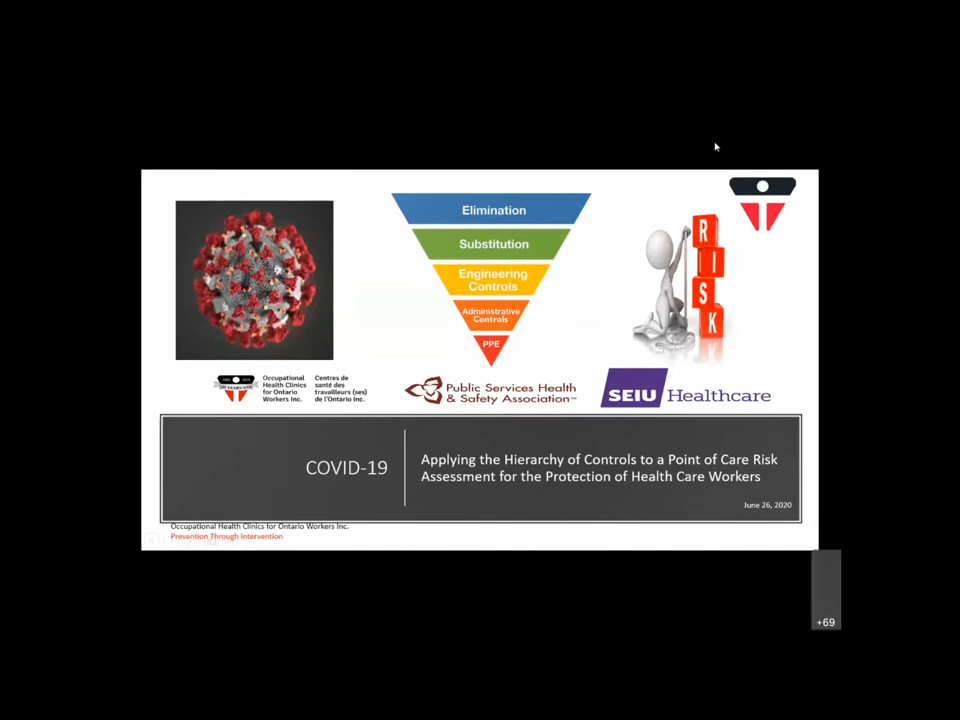 Elimination
Substitution
Engineering
Controls
Administrative
Controls
PPE
R
I
S
K
Occupational
Health Clinics
for Ontario
Workers Inc.
Centres de
santé des
travailleurs (ses)
de l'Ontario Inc.
Public Services Health
& Safety Association™
SEIU Healthcare
COVID-19
Applying the Hierarchy of Controls to a Point of Care Risk
Assessment for the Protection of Health Care Workers
June 26, 2020
Occupational Health Clinics for Ontario Workers Inc.
Prevention Through Intervention
+69